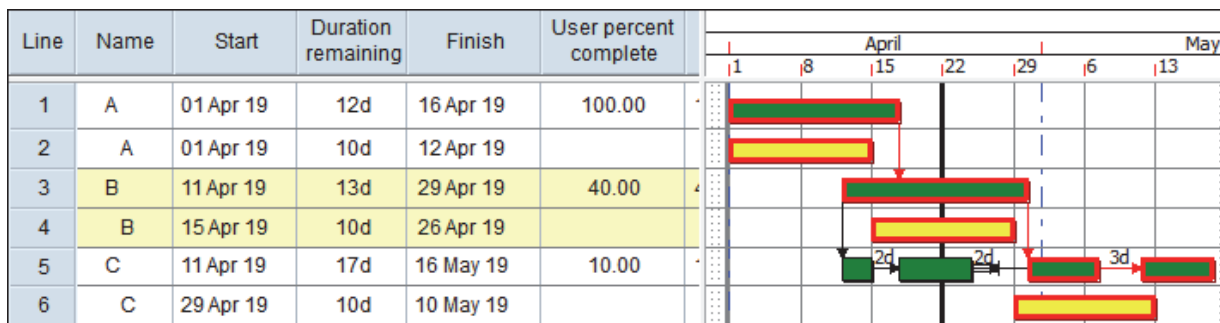 Line Name Start Duration remaining Finish User percent complete
April May
1 8 15 22 29 6 13
1 A 01 Apr 19 12d 16 Apr 19 100.00
2 A 01 Apr 19 10d 12 Apr 19
3 B 11 Apr 19 13d 29 Apr 19 40.00
4 B 15 Apr 19 10d 26 Apr 19
5 C 11 Apr 19 17d 16 May 19 10.00 2d 2d 3d
6 C 29 Apr 19 10d 10 May 19